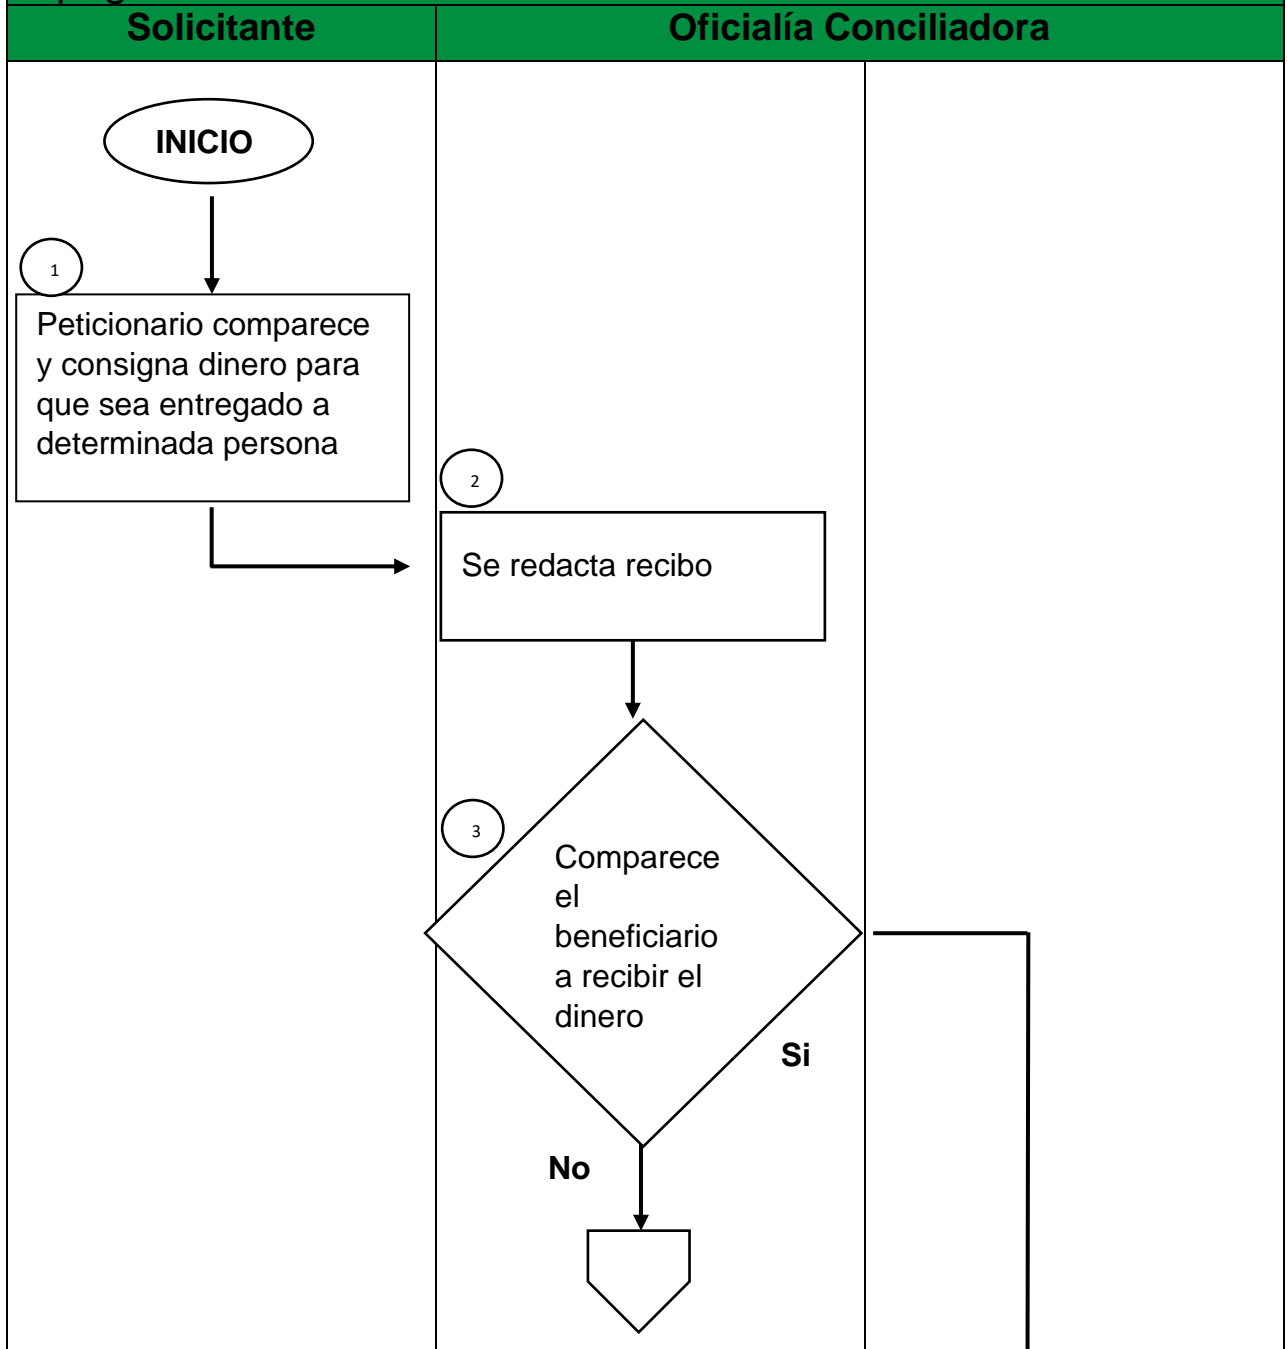 Solicitante
Oficialía Conciliadora
INICIO
1
Peticionario comparece
y consigna dinero para
que sea entregado a
determinada persona
2
Se redacta recibo
3
Comparece
el
beneficiario
a recibir el
dinero
Si
No